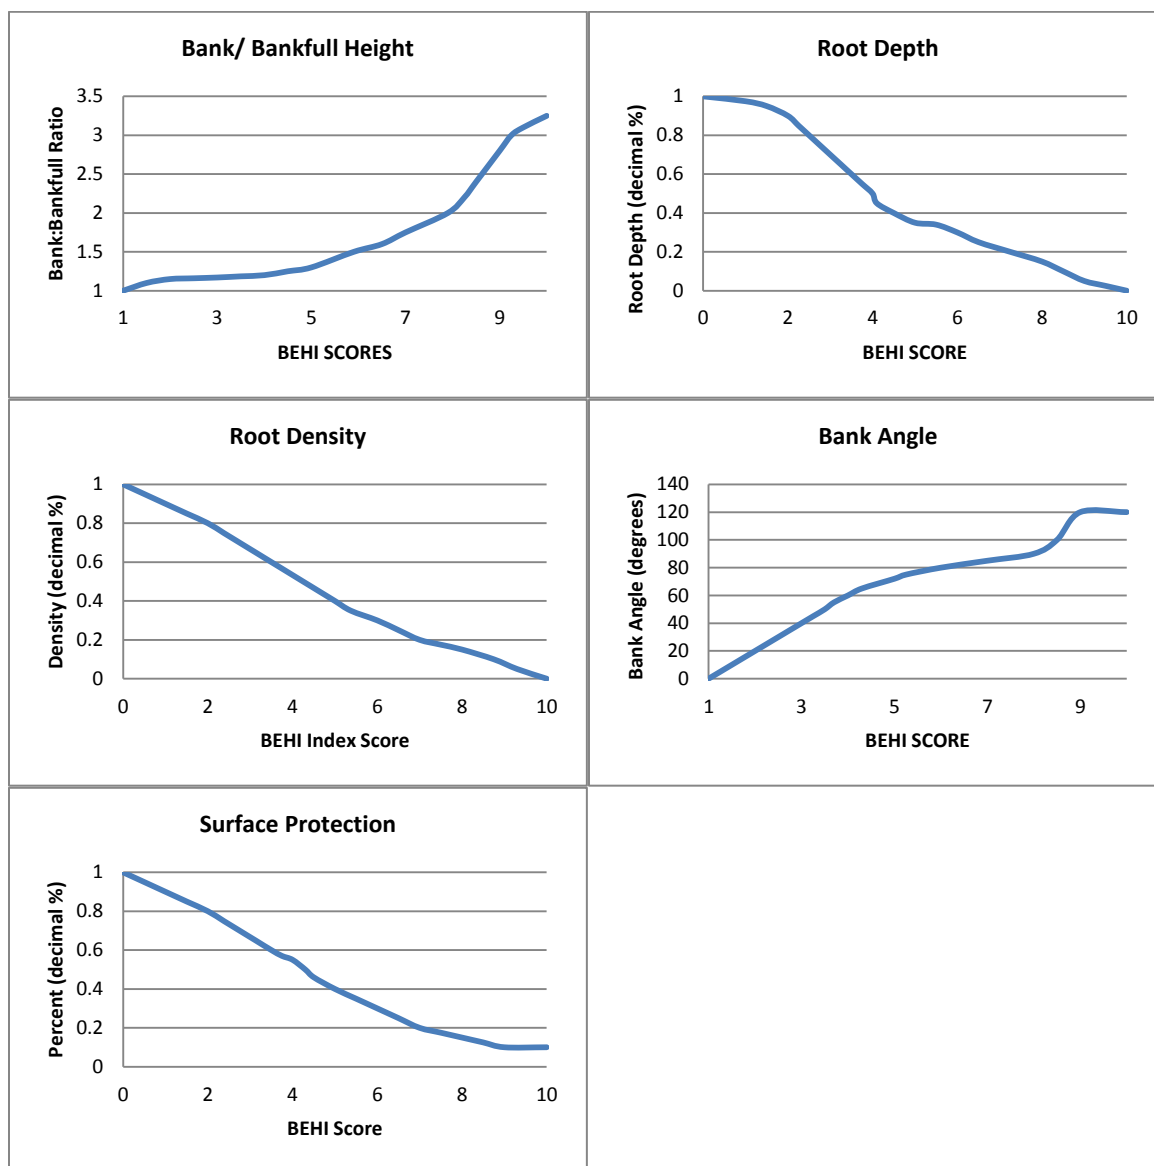 Bank/ Bankfull Height
Bank:Bankfull Ratio
3.5
3
2.5
2
1.5
1
1 3 5 7 9
BEHI SCORES
Root Depth
Root Depth (decimal %)
1
0.8
0.6
0.4
0.2
0
0 2 4 6 8 10
BEHI SCORE
Root Density
Density (decimal %)
1
0.8
0.6
0.4
0.2
0
0 2 4 6 8 10
BEHI Index Score
Bank Angle
Bank Angle (degrees)
140
120
100
80
60
40
20
0
1 3 5 7 9
BEHI SCORE
Surface Protection
Percent (decimal %)
1
0.8
0.6
0.4
0.2
0
0 2 4 6 8 10
BEHI Score